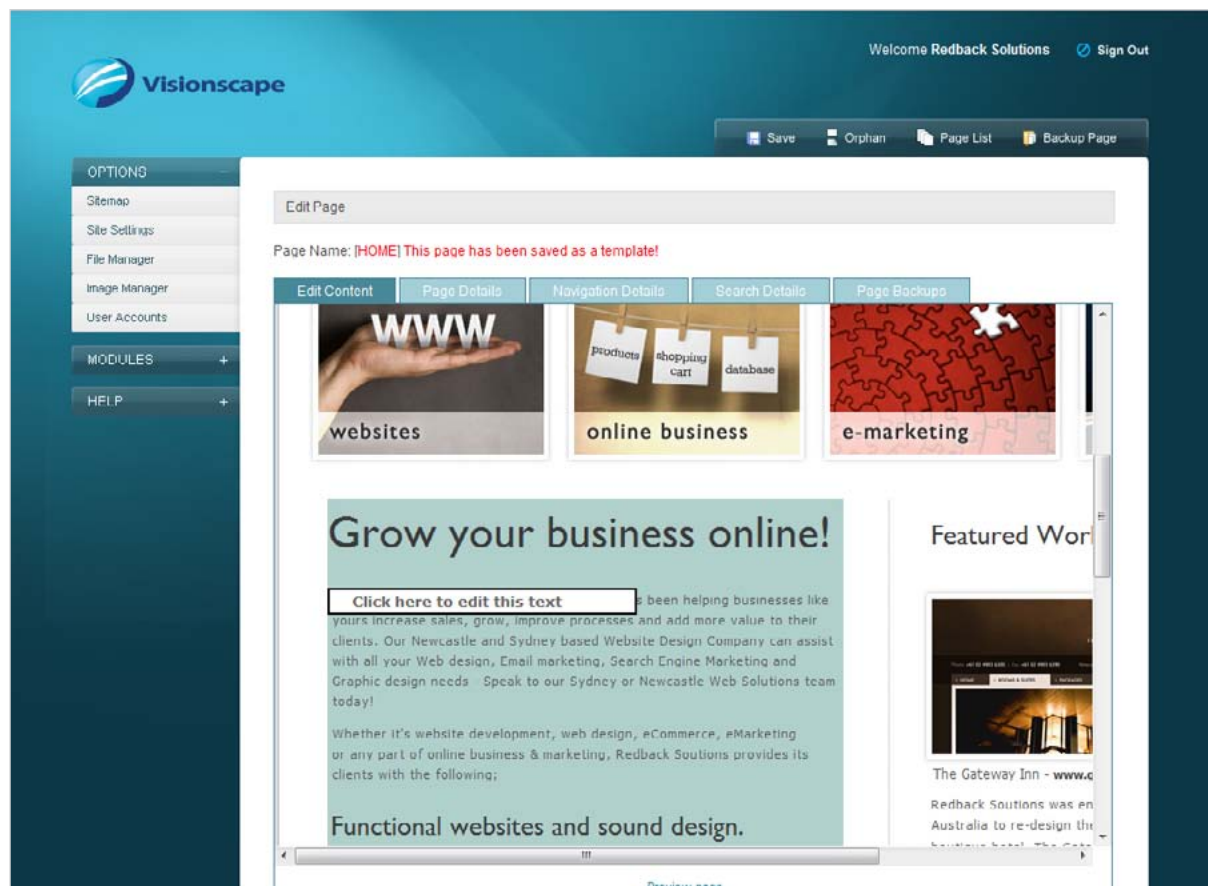 Welcome Redback Solutions Sign Out
Visionscape
Save Orphan Page List Backup Page
OPTIONS −
Sitemap
Site Settings
File Manager
Image Manager
User Accounts
MODULES +
HELP +
Edit Page
Page Name: [HOME] This page has been saved as a template!
Edit Content Page Details Navigation Details Search Details Page Backups
WWW
products shopping cart database
websites online business e-marketing
Grow your business online!
Click here to edit this text s been helping businesses like
yours increase sales, grow, improve processes and add more value to their
clients. Our Newcastle and Sydney based Website Design Company can assist
with all your Web design, Email marketing, Search Engine Marketing and
Graphic design needs Speak to our Sydney or Newcastle Web Solutions team
today!
Whether it's website development, web design, eCommerce, eMarketing
or any part of online business & marketing, Redback Soutions provides its
clients with the following;
Functional websites and sound design.
Featured Worl
The Gateway Inn - www.g
Redback Soutions was en
Australia to re-design the
Preview page